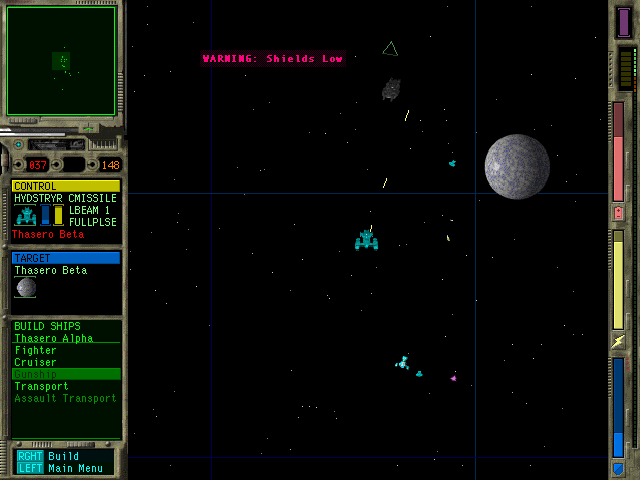 WARNING: Shields Low
037 148
CONTROL
HVDSTRYR CMISSILE
LBEAM 1
FULLPLSE
Thasero Beta
TARGET
Thasero Beta
BUILD SHIPS
Thasero Alpha
Fighter
Cruiser
Gunship
Transport
Assault Transport
RGHT Build
LEFT Main Menu